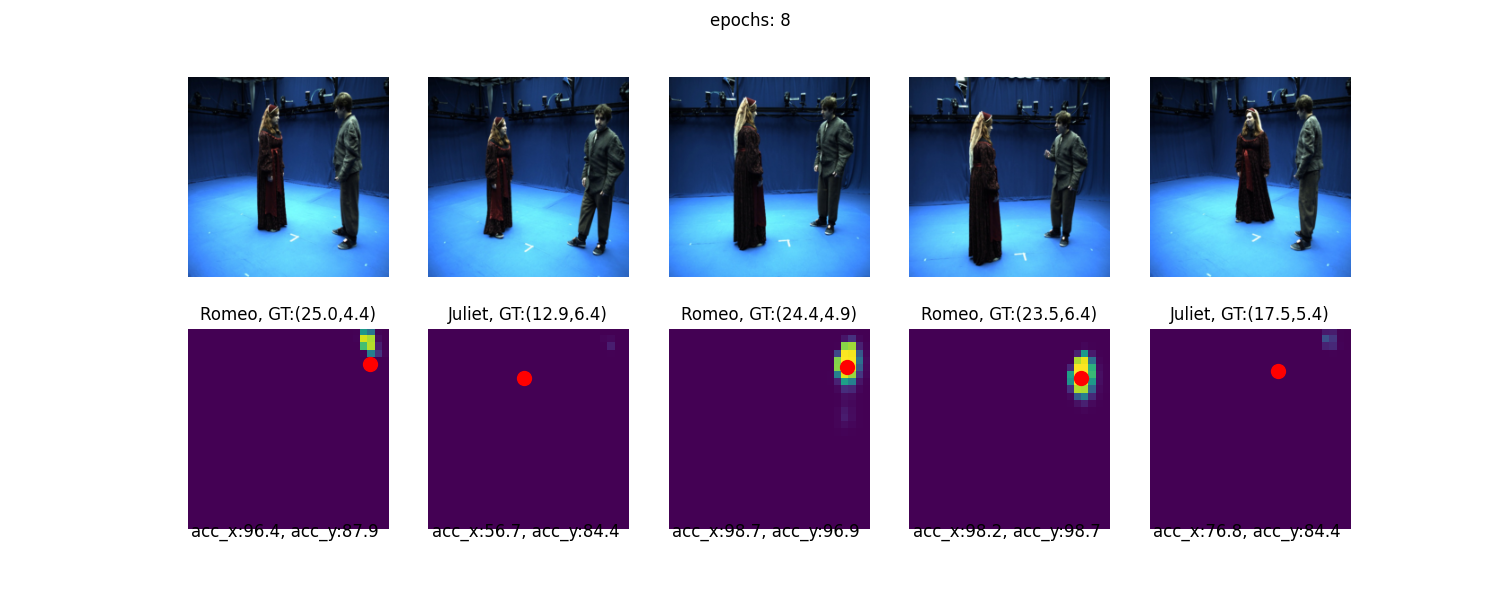 epochs: 8
Romeo, GT:(25.0,4.4)
Juliet, GT:(12.9,6.4)
Romeo, GT:(24.4,4.9)
Romeo, GT:(23.5,6.4)
Juliet, GT:(17.5,5.4)
acc_x:96.4, acc_y:87.9
acc_x:56.7, acc_y:84.4
acc_x:98.7, acc_y:96.9
acc_x:98.2, acc_y:98.7
acc_x:76.8, acc_y:84.4